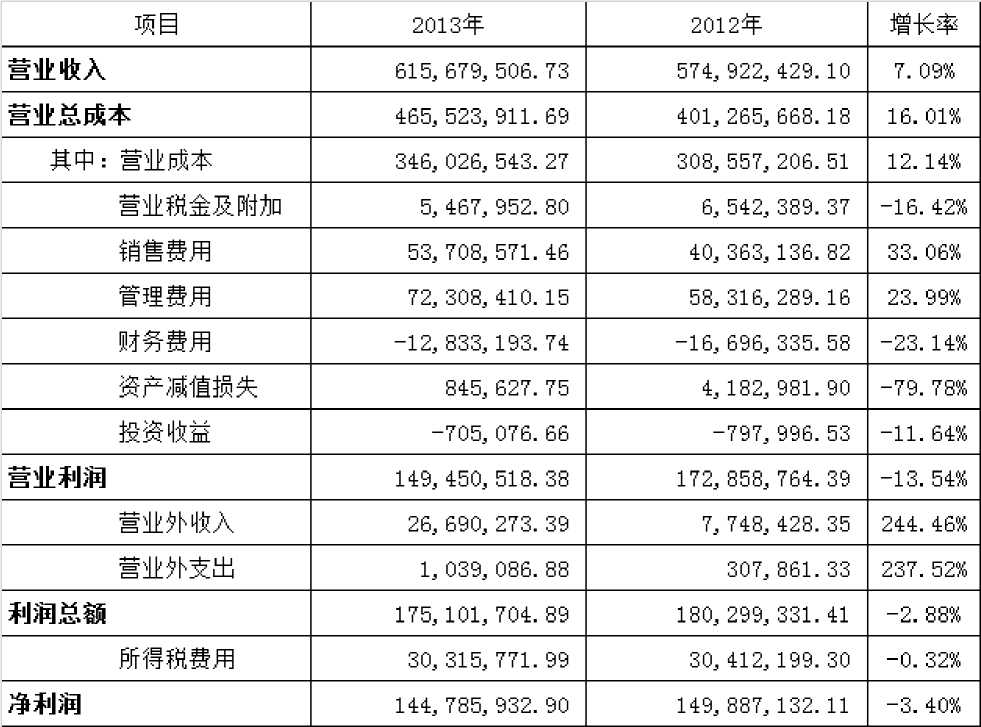 项目 2013年 2012年 增长率
营业收入 615,679,506.73 574,922,429.10 7.09%
营业总成本 465,523,911.69 401,265,668.18 16.01%
其中：营业成本 346,026,543.27 308,557,206.51 12.14%
营业税金及附加 5,467,952.80 6,542,389.37 -16.42%
销售费用 53,708,571.46 40,363,136.82 33.06%
管理费用 72,308,410.15 58,316,289.16 23.99%
财务费用 -12,833,193.74 -16,696,335.58 -23.14%
资产减值损失 845,627.75 4,182,981.90 -79.78%
投资收益 -705,076.66 -797,996.53 -11.64%
营业利润 149,450,518.38 172,858,764.39 -13.54%
营业外收入 26,690,273.39 7,748,428.35 244.46%
营业外支出 1,039,086.88 307,861.33 237.52%
利润总额 175,101,704.89 180,299,331.41 -2.88%
所得税费用 30,315,771.99 30,412,199.30 -0.32%
净利润 144,785,932.90 149,887,132.11 -3.40%